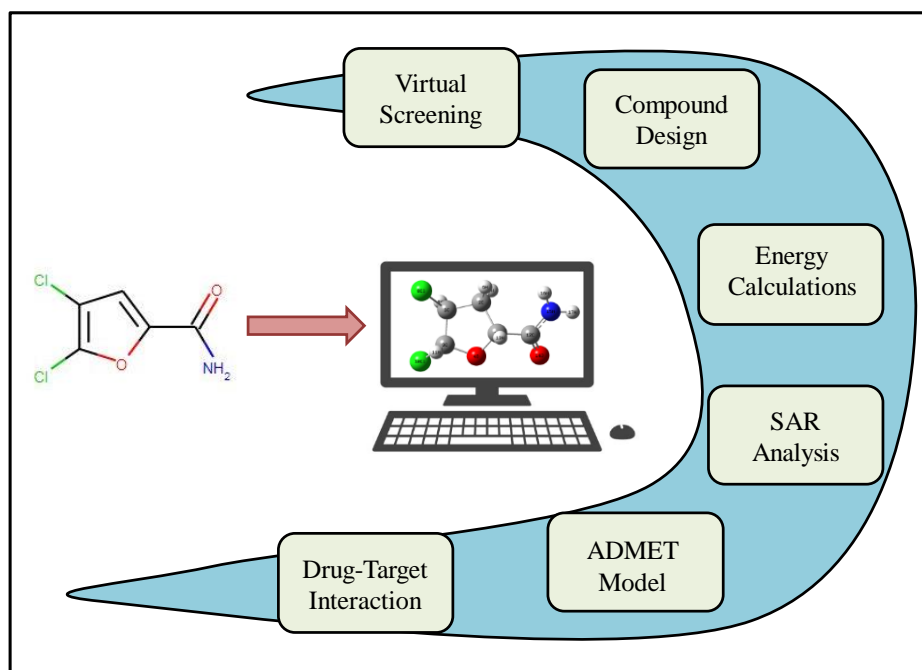 Virtual
Screening
Compound
Design
Energy
Calculations
SAR
Analysis
ADMET
Model
Drug-Target
Interaction
Cl
Cl
O
O
NH₂